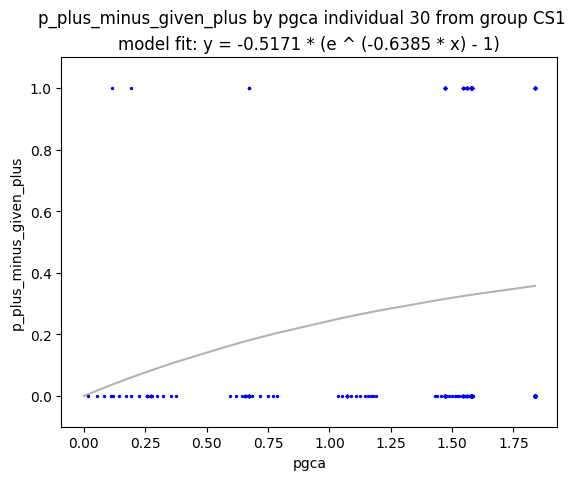 p_plus_minus_given_plus by pgca individual 30 from group CS1
model fit: y = -0.5171 * (e ^ (-0.6385 * x) - 1)
p_plus_minus_given_plus
1.0
0.8
0.6
0.4
0.2
0.0
0.00 0.25 0.50 0.75 1.00 1.25 1.50 1.75
pgca